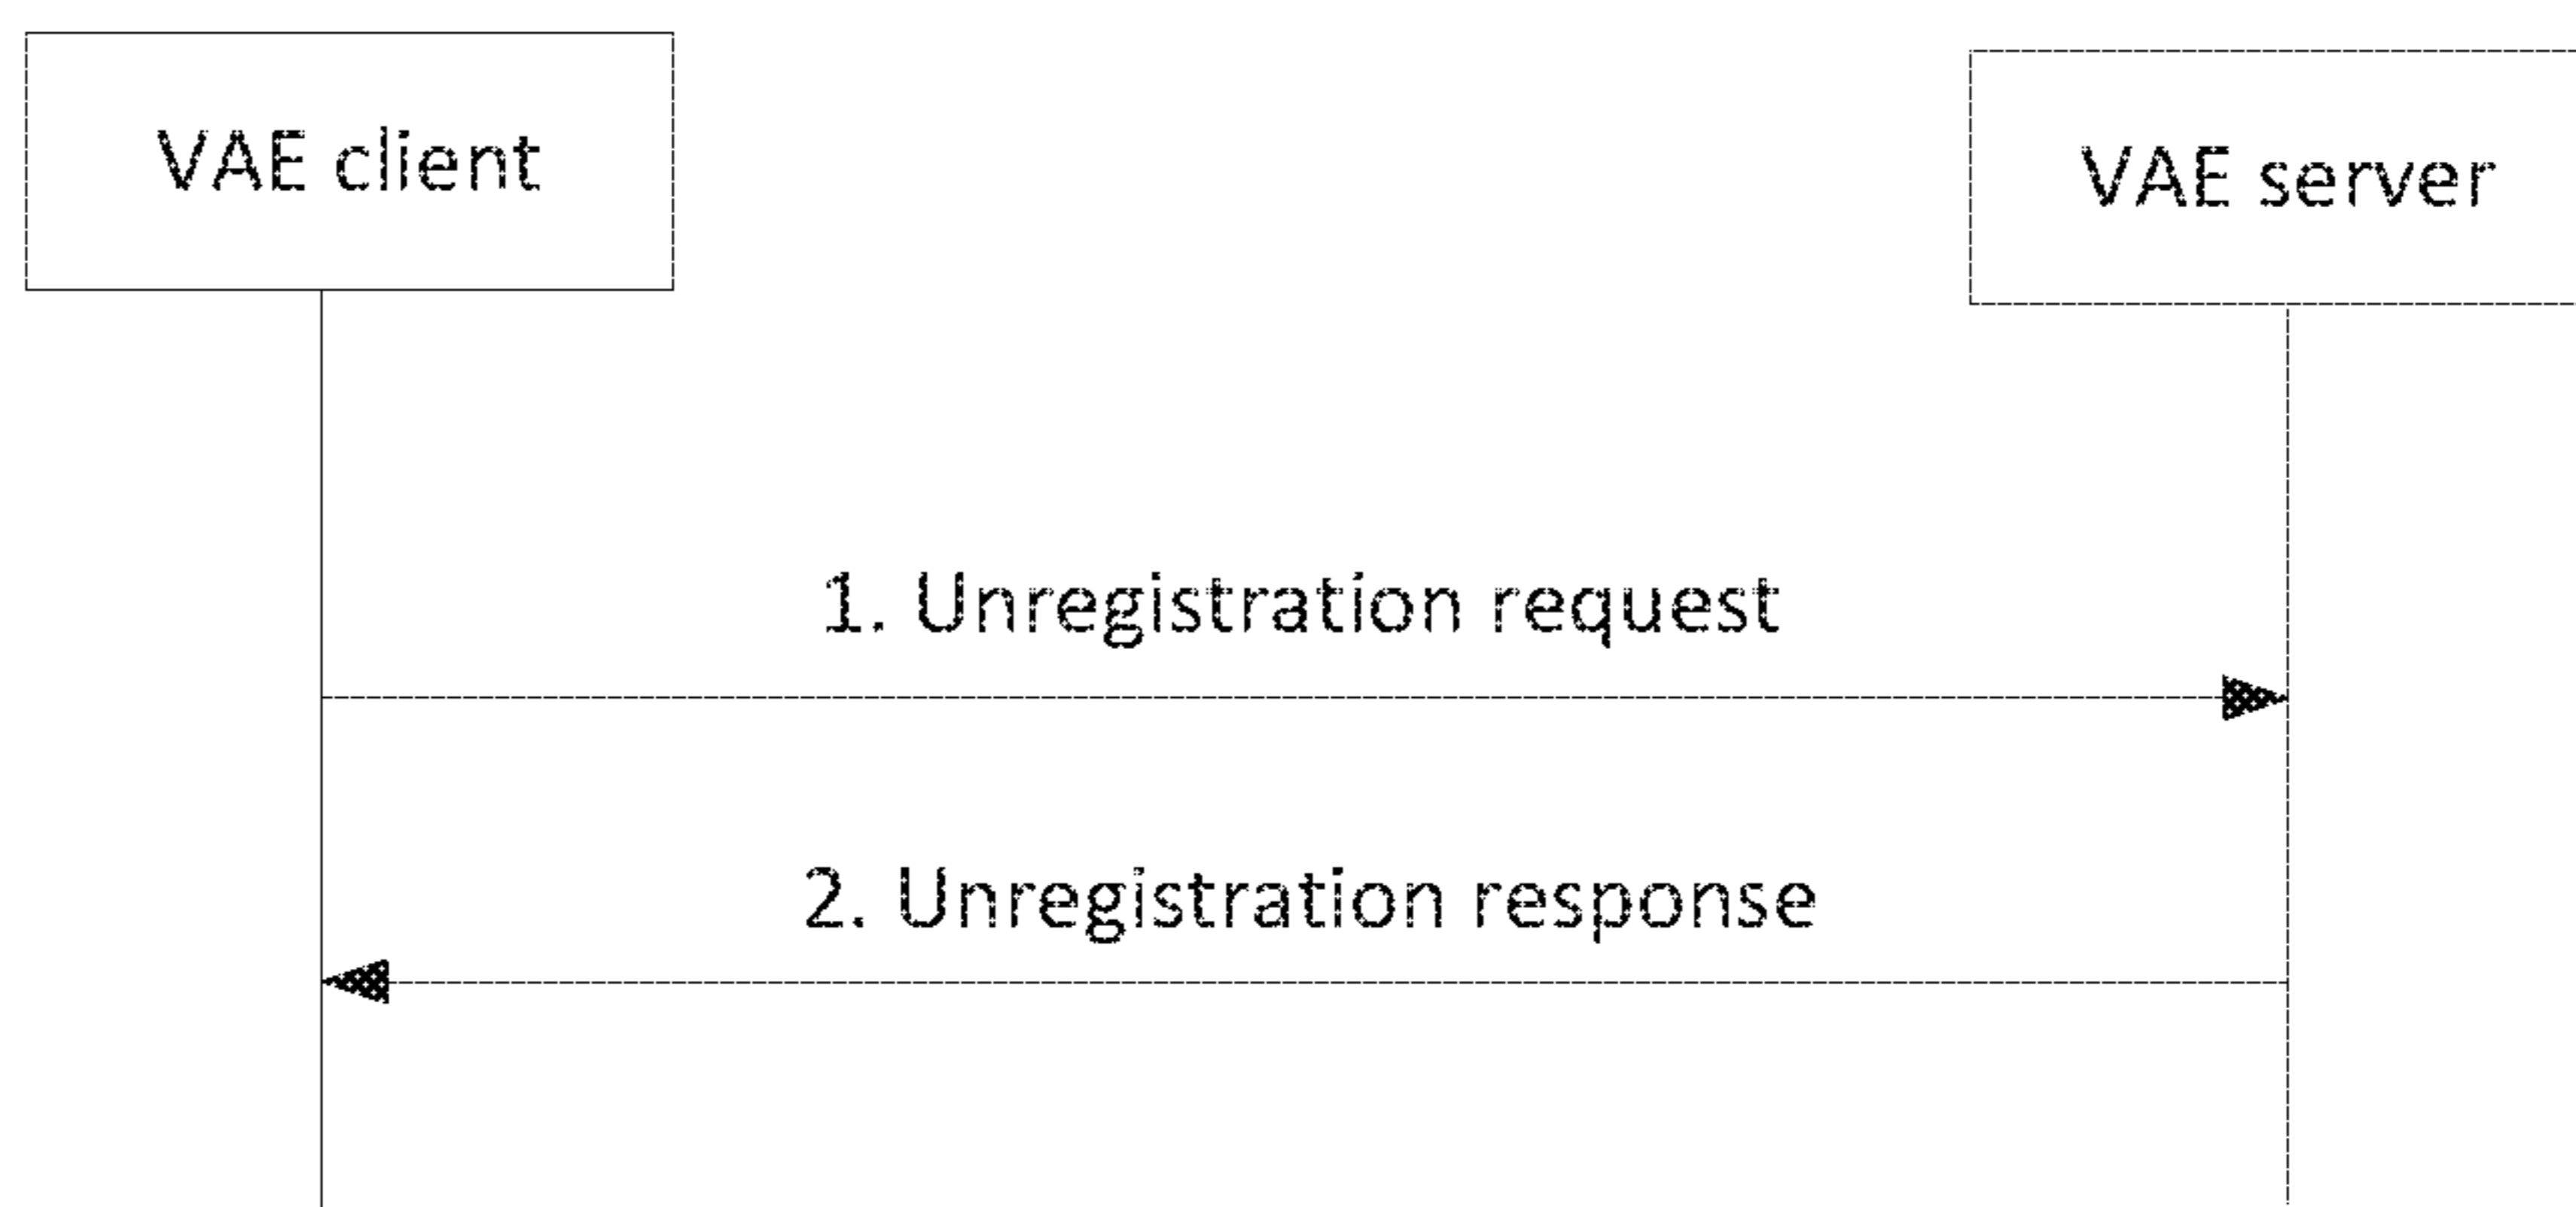 VAE client
VAE server
1. Unregistration request
2. Unregistration response